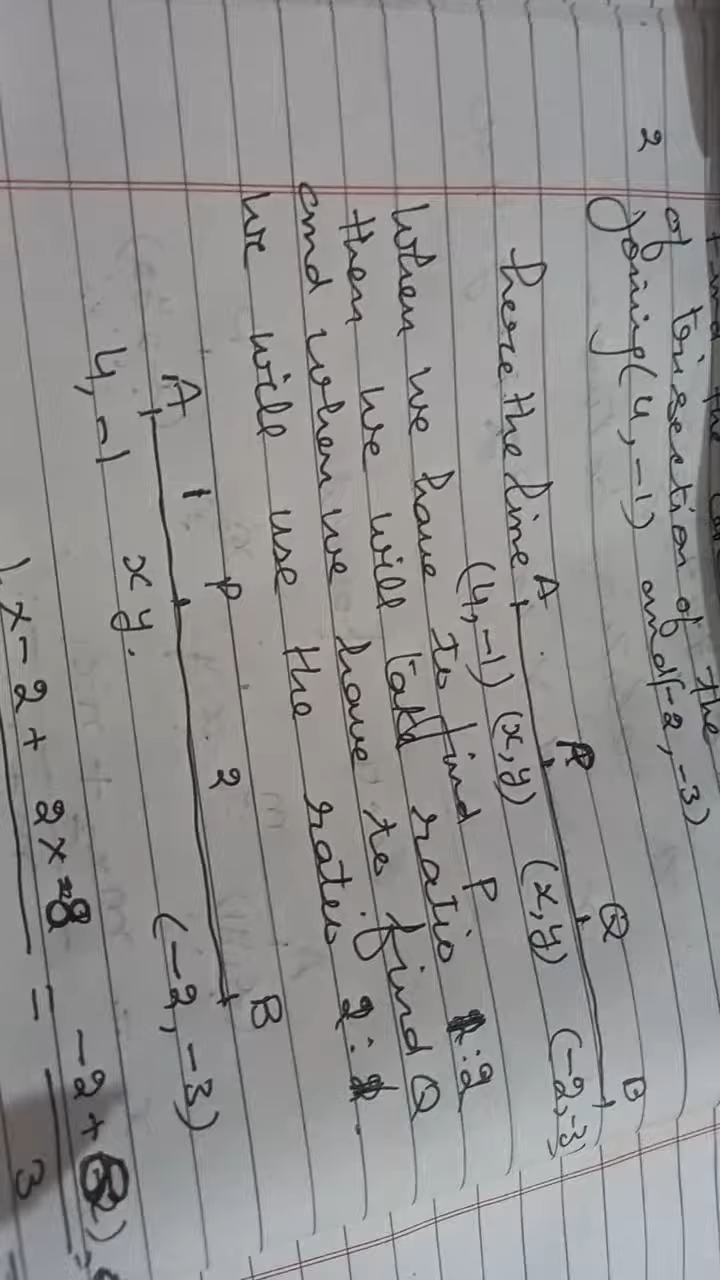 of trisection of the
2 joining (4, -1) and (-2, -3)
A Q B
here the line
(4, -1) (x, y) (x, y) (-2, -3)
when we have to find P
then we will take ratio 1:2
and when we have to find Q
we will use the ratio 2:1.
A 1 P 2 B
4, -1 x y. (-2, -3)